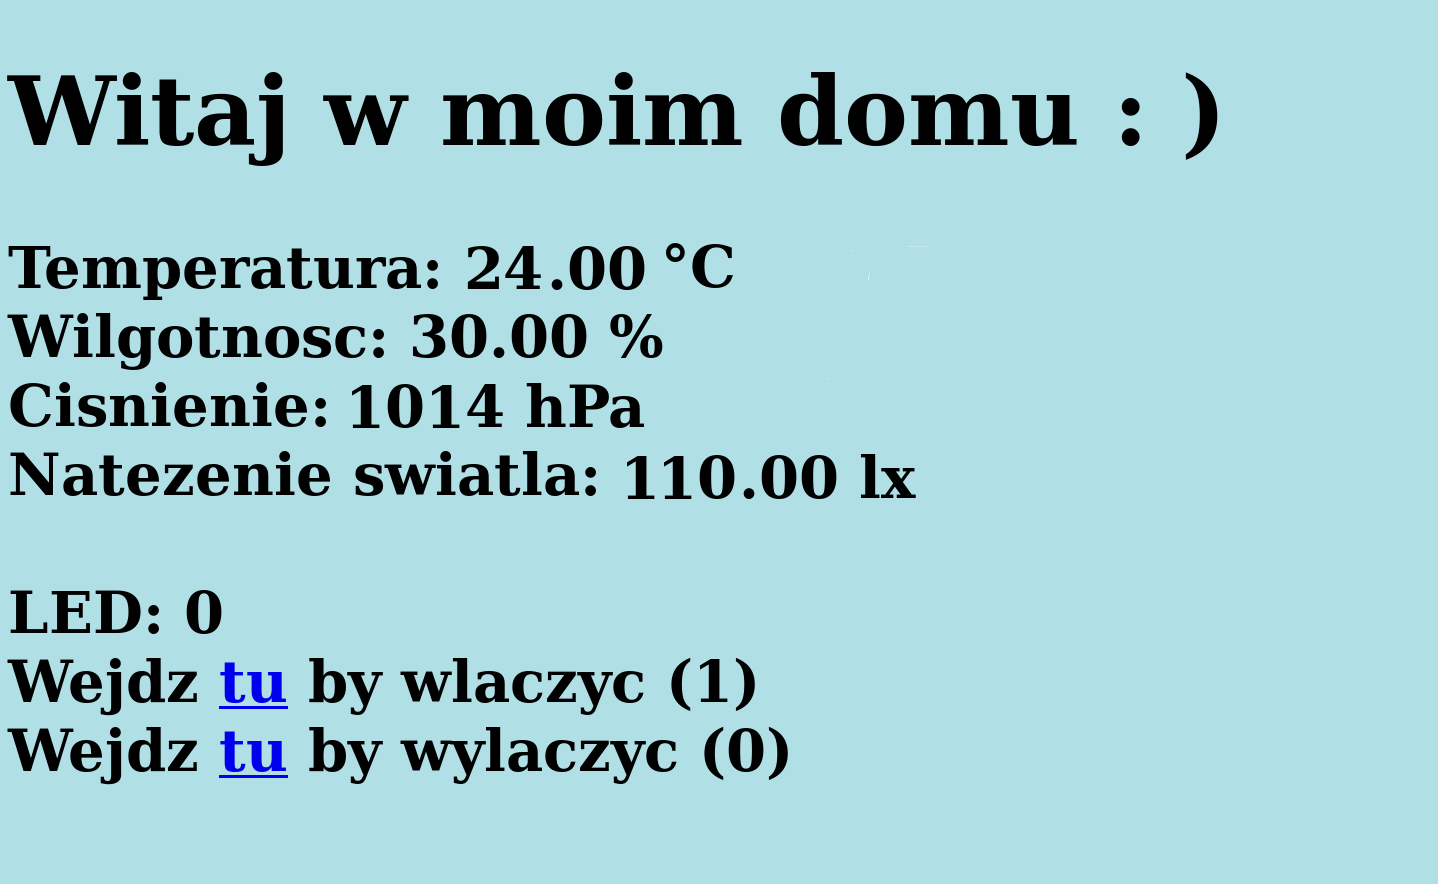 Witaj w moim domu : )
Temperatura: 24.00 °C
Wilgotnosc: 30.00 %
Cisnienie: 1014 hPa
Natezenie swiatla: 110.00 lx
LED: 0
Wejdz tu by wlaczyc (1)
Wejdz tu by wylaczyc (0)